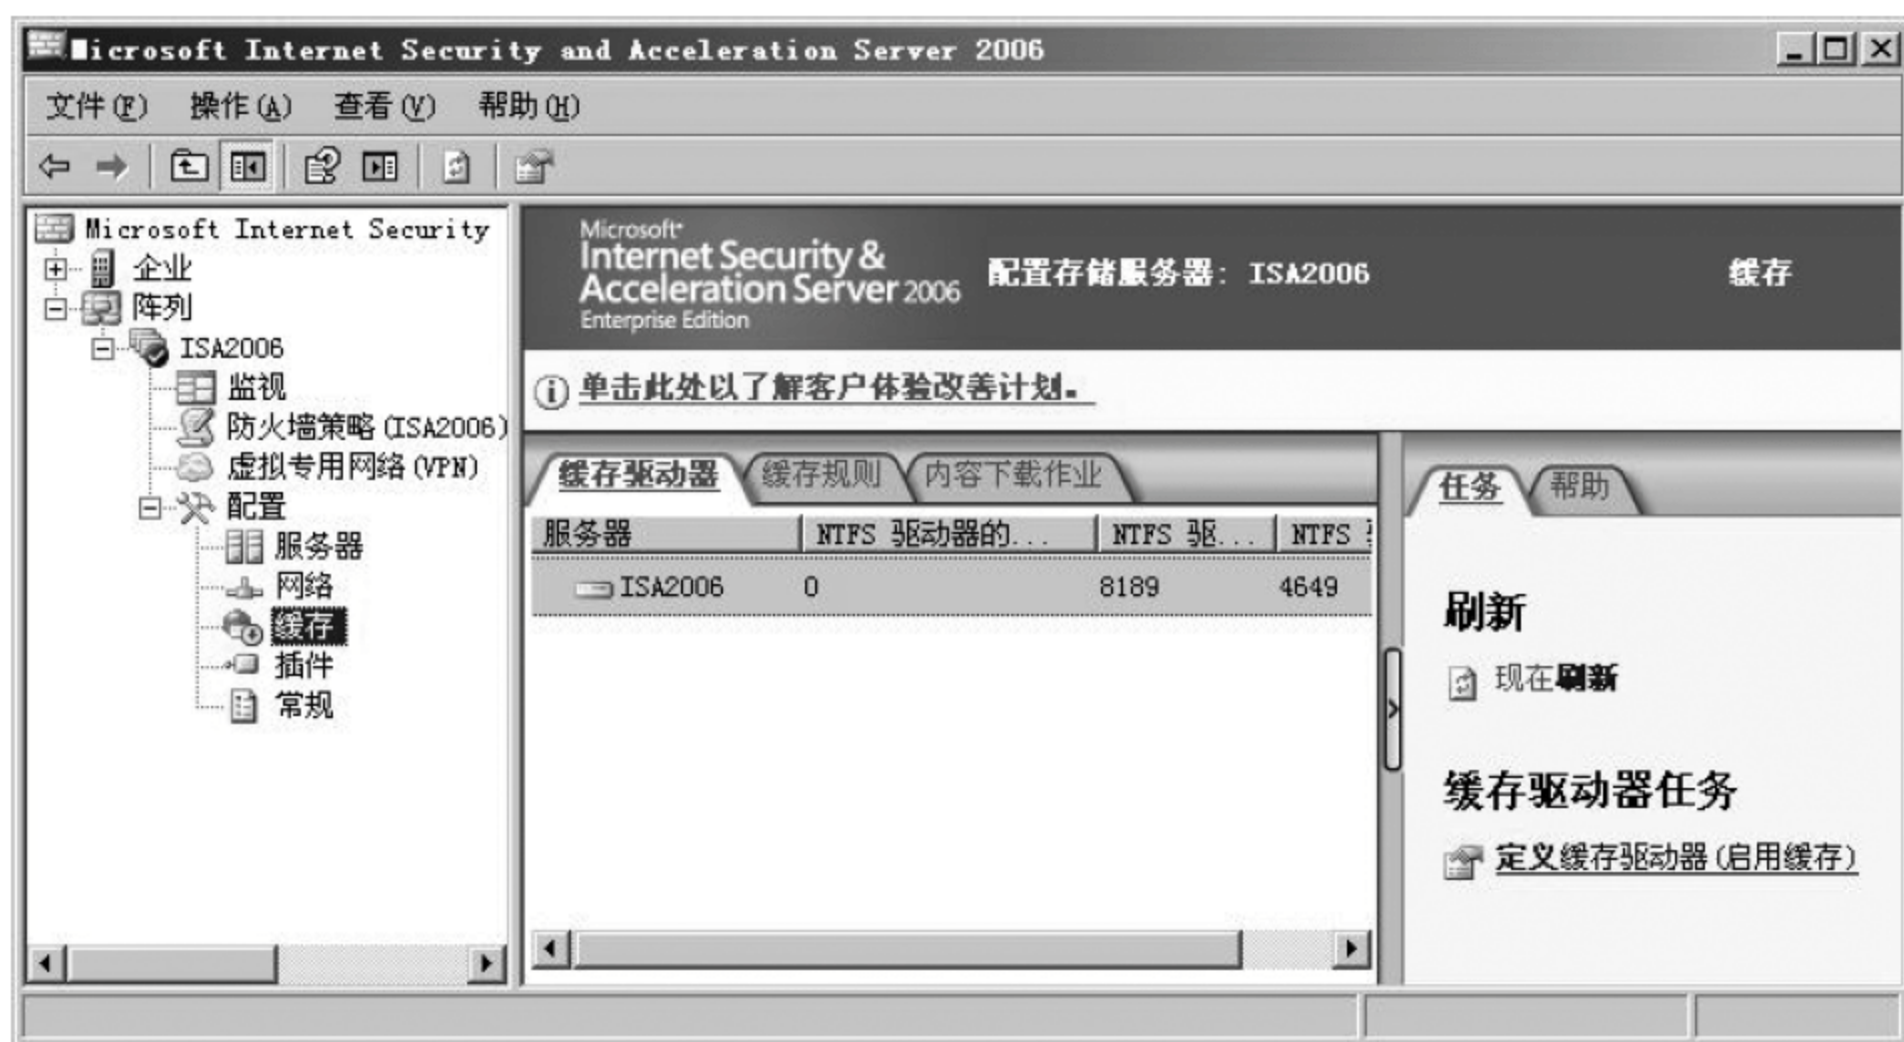 Microsoft Internet Security and Acceleration Server 2006
文件(F) 操作(A) 查看(V) 帮助(H)
Microsoft Internet Security
企业
阵列
ISA2006
监视
防火墙策略(ISA2006)
虚拟专用网络(VPN)
配置
服务器
网络
缓存
插件
常规
Microsoft
Internet Security &
Acceleration Server 2006
Enterprise Edition
配置存储服务器: ISA2006
缓存
单击此处以了解客户体验改善计划。
缓存驱动器 缓存规则 内容下载作业
服务器 NTFS 驱动器的... NTFS 驱... NTFS
ISA2006 0 8189 4649
任务 帮助
刷新
现在刷新
缓存驱动器任务
定义缓存驱动器(启用缓存)